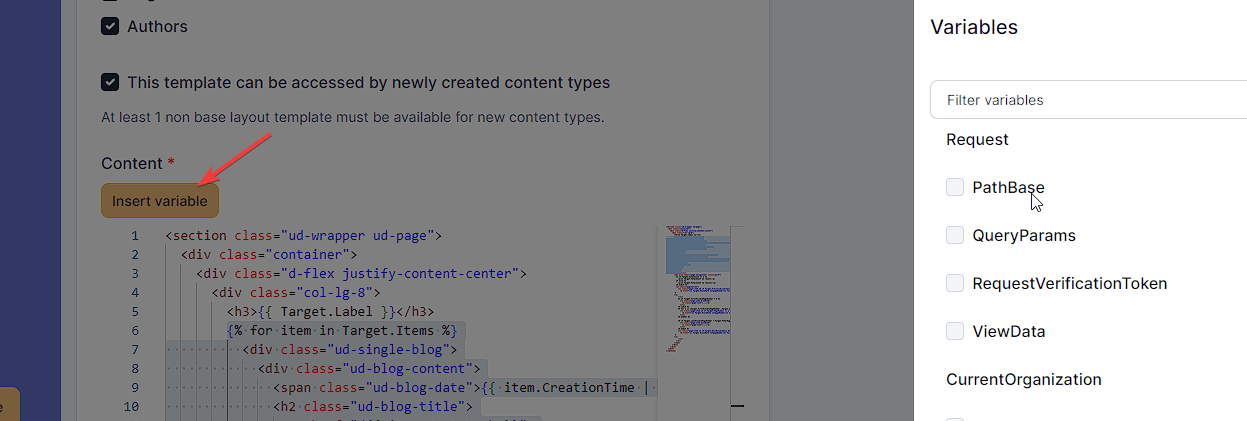 Authors
This template can be accessed by newly created content types
At least 1 non base layout template must be available for new content types.
Content *
Insert variable
1 <section class="ud-wrapper ud-page">
2 <div class="container">
3 <div class="d-flex justify-content-center">
4 <div class="col-lg-8">
5 <h3>{{ Target.Label }}</h3>
6 {% for item in Target.Items %}
7 <div class="ud-single-blog">
8 <div class="ud-blog-content">
9 <span class="ud-blog-date">{{ item.CreationTime |
10 <h2 class="ud-blog-title">
Variables
Filter variables
Request
PathBase
QueryParams
RequestVerificationToken
ViewData
CurrentOrganization